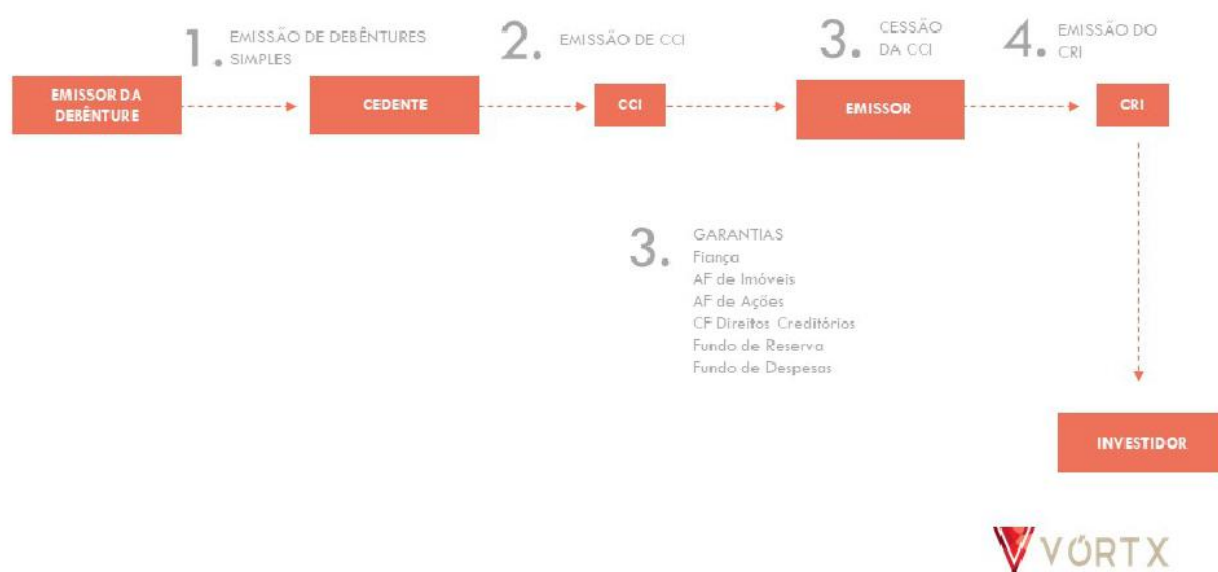 1. EMISSÃO DE DEBÊNTURES
SIMPLES
2. EMISSÃO DE CCI
3. CESSÃO
DA CCI
4. EMISSÃO DO
CRI
EMISSOR DA
DEBÊNTURE
CEDENTE
CCI
EMISSOR
CRI
3. GARANTIAS
Fiança
AF de Imóveis
AF de Ações
CF Direitos Creditórios
Fundo de Reserva
Fundo de Despesas
INVESTIDOR
VÓRTX